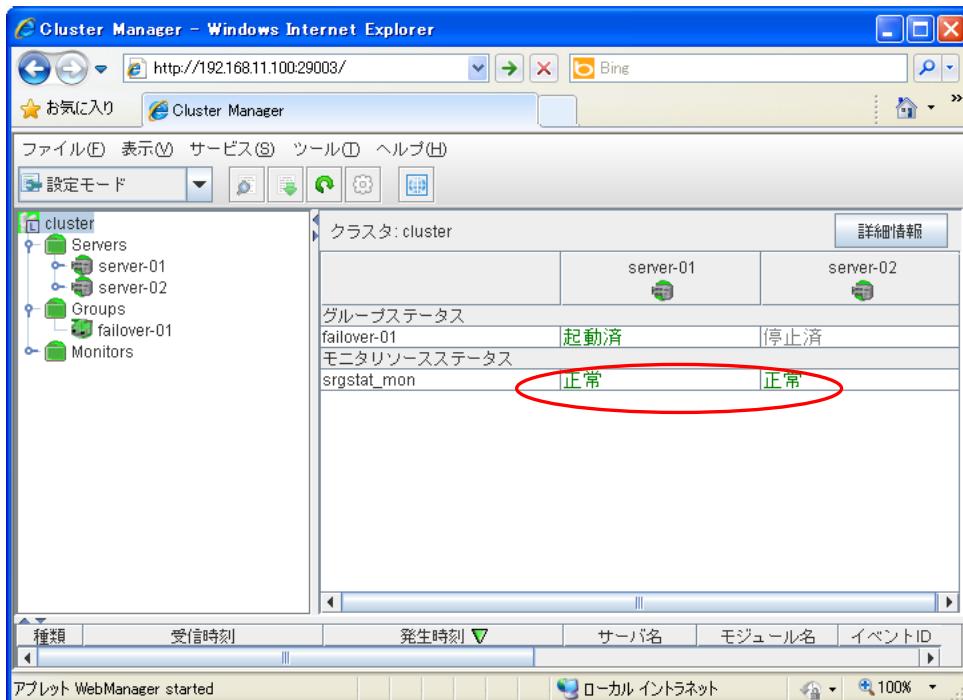 Cluster Manager - Windows Internet Explorer
http://192.168.11.100:29003/
Bing
お気に入り
Cluster Manager
ファイル(F) 表示(V) サービス(S) ツール(T) ヘルプ(H)
設定モード
cluster
Servers
server-01
server-02
Groups
failover-01
Monitors
クラスタ: cluster
詳細情報
server-01 server-02
グループステータス
failover-01 起動済 停止済
モニタリソースステータス
srgstat_mon 正常 正常
種類 受信時刻 発生時刻 サーバ名 モジュール名 イベントID
アプレット WebManager started ローカル イントラネット 100%